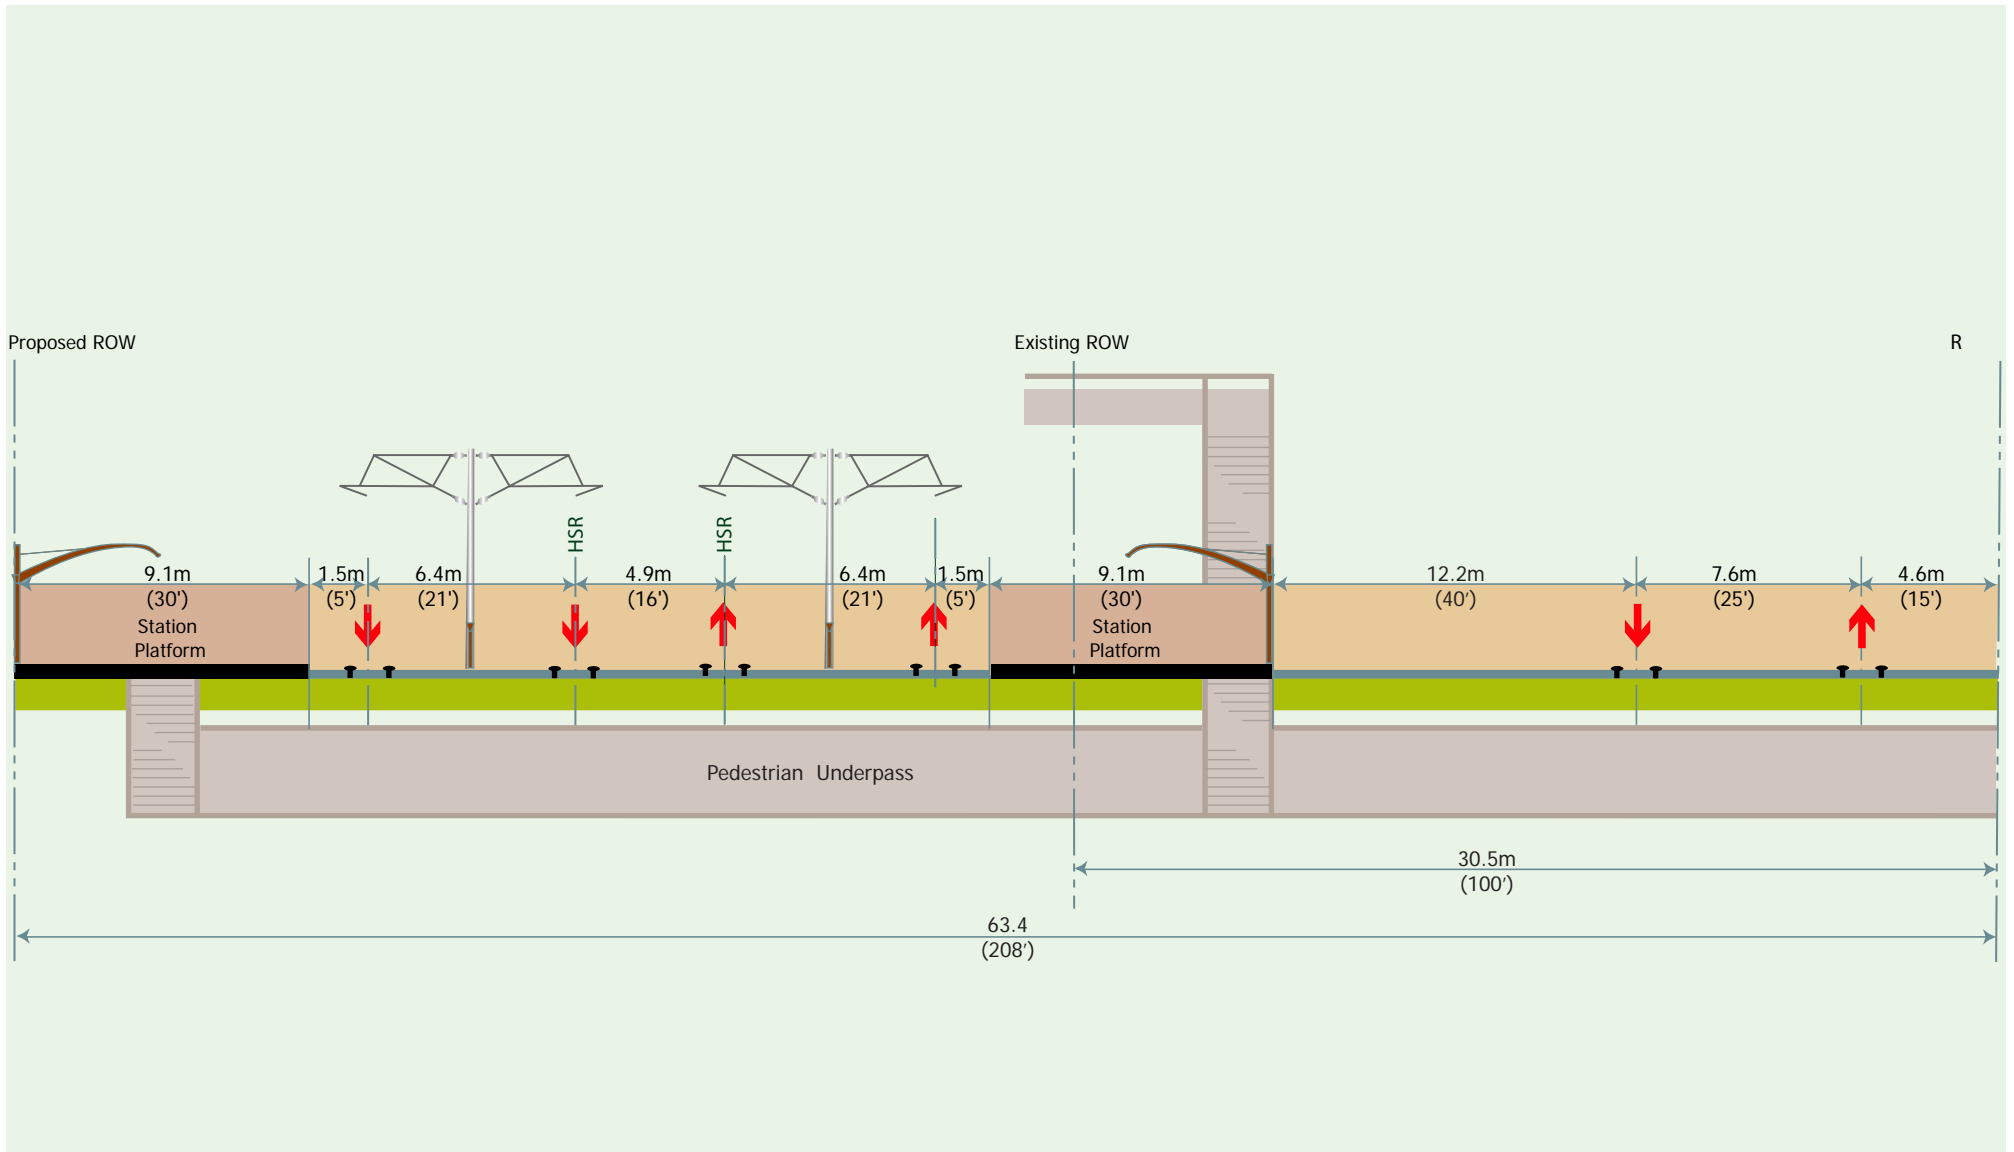 Proposed ROW
Existing ROW
R
HSR
HSR
9.1m
(30')
Station
Platform
1.5m
(5')
6.4m
(21')
4.9m
(16')
6.4m
(21')
1.5m
(5')
9.1m
(30')
Station
Platform
12.2m
(40')
7.6m
(25')
4.6m
(15')
Pedestrian Underpass
30.5m
(100')
63.4
(208')